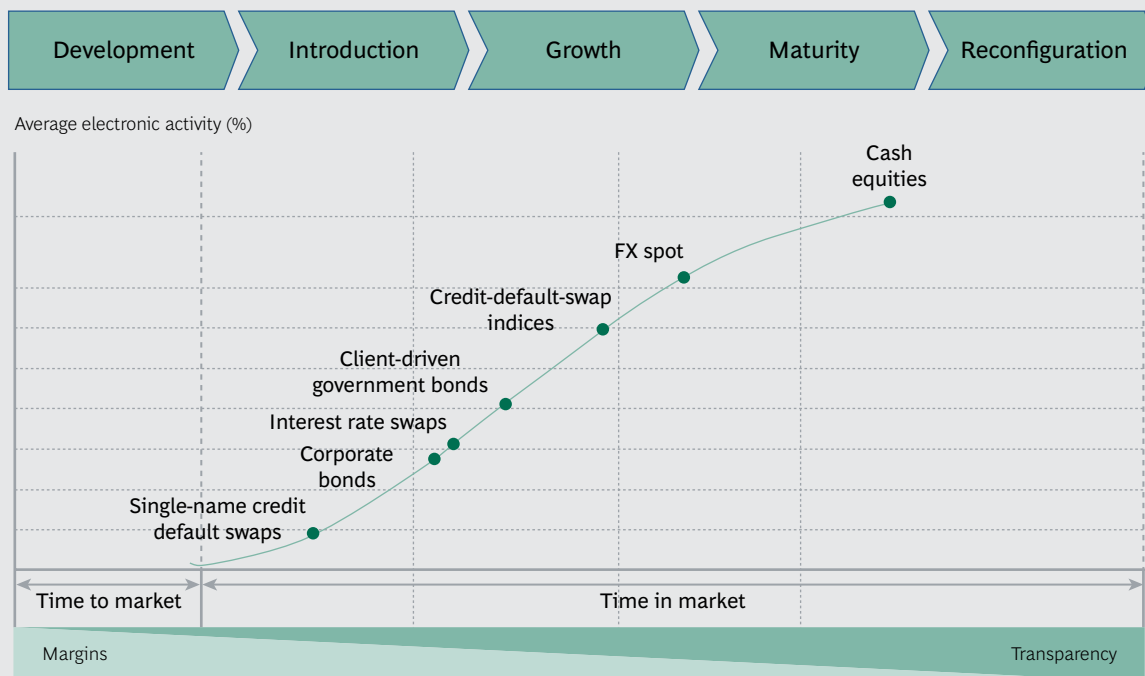 Development
Introduction
Growth
Maturity
Reconfiguration
Average electronic activity (%)
Cash
equities
FX spot
Credit-default-swap
indices
Client-driven
government bonds
Interest rate swaps
Corporate
bonds
Single-name credit
default swaps
Time to market
Time in market
Margins
Transparency